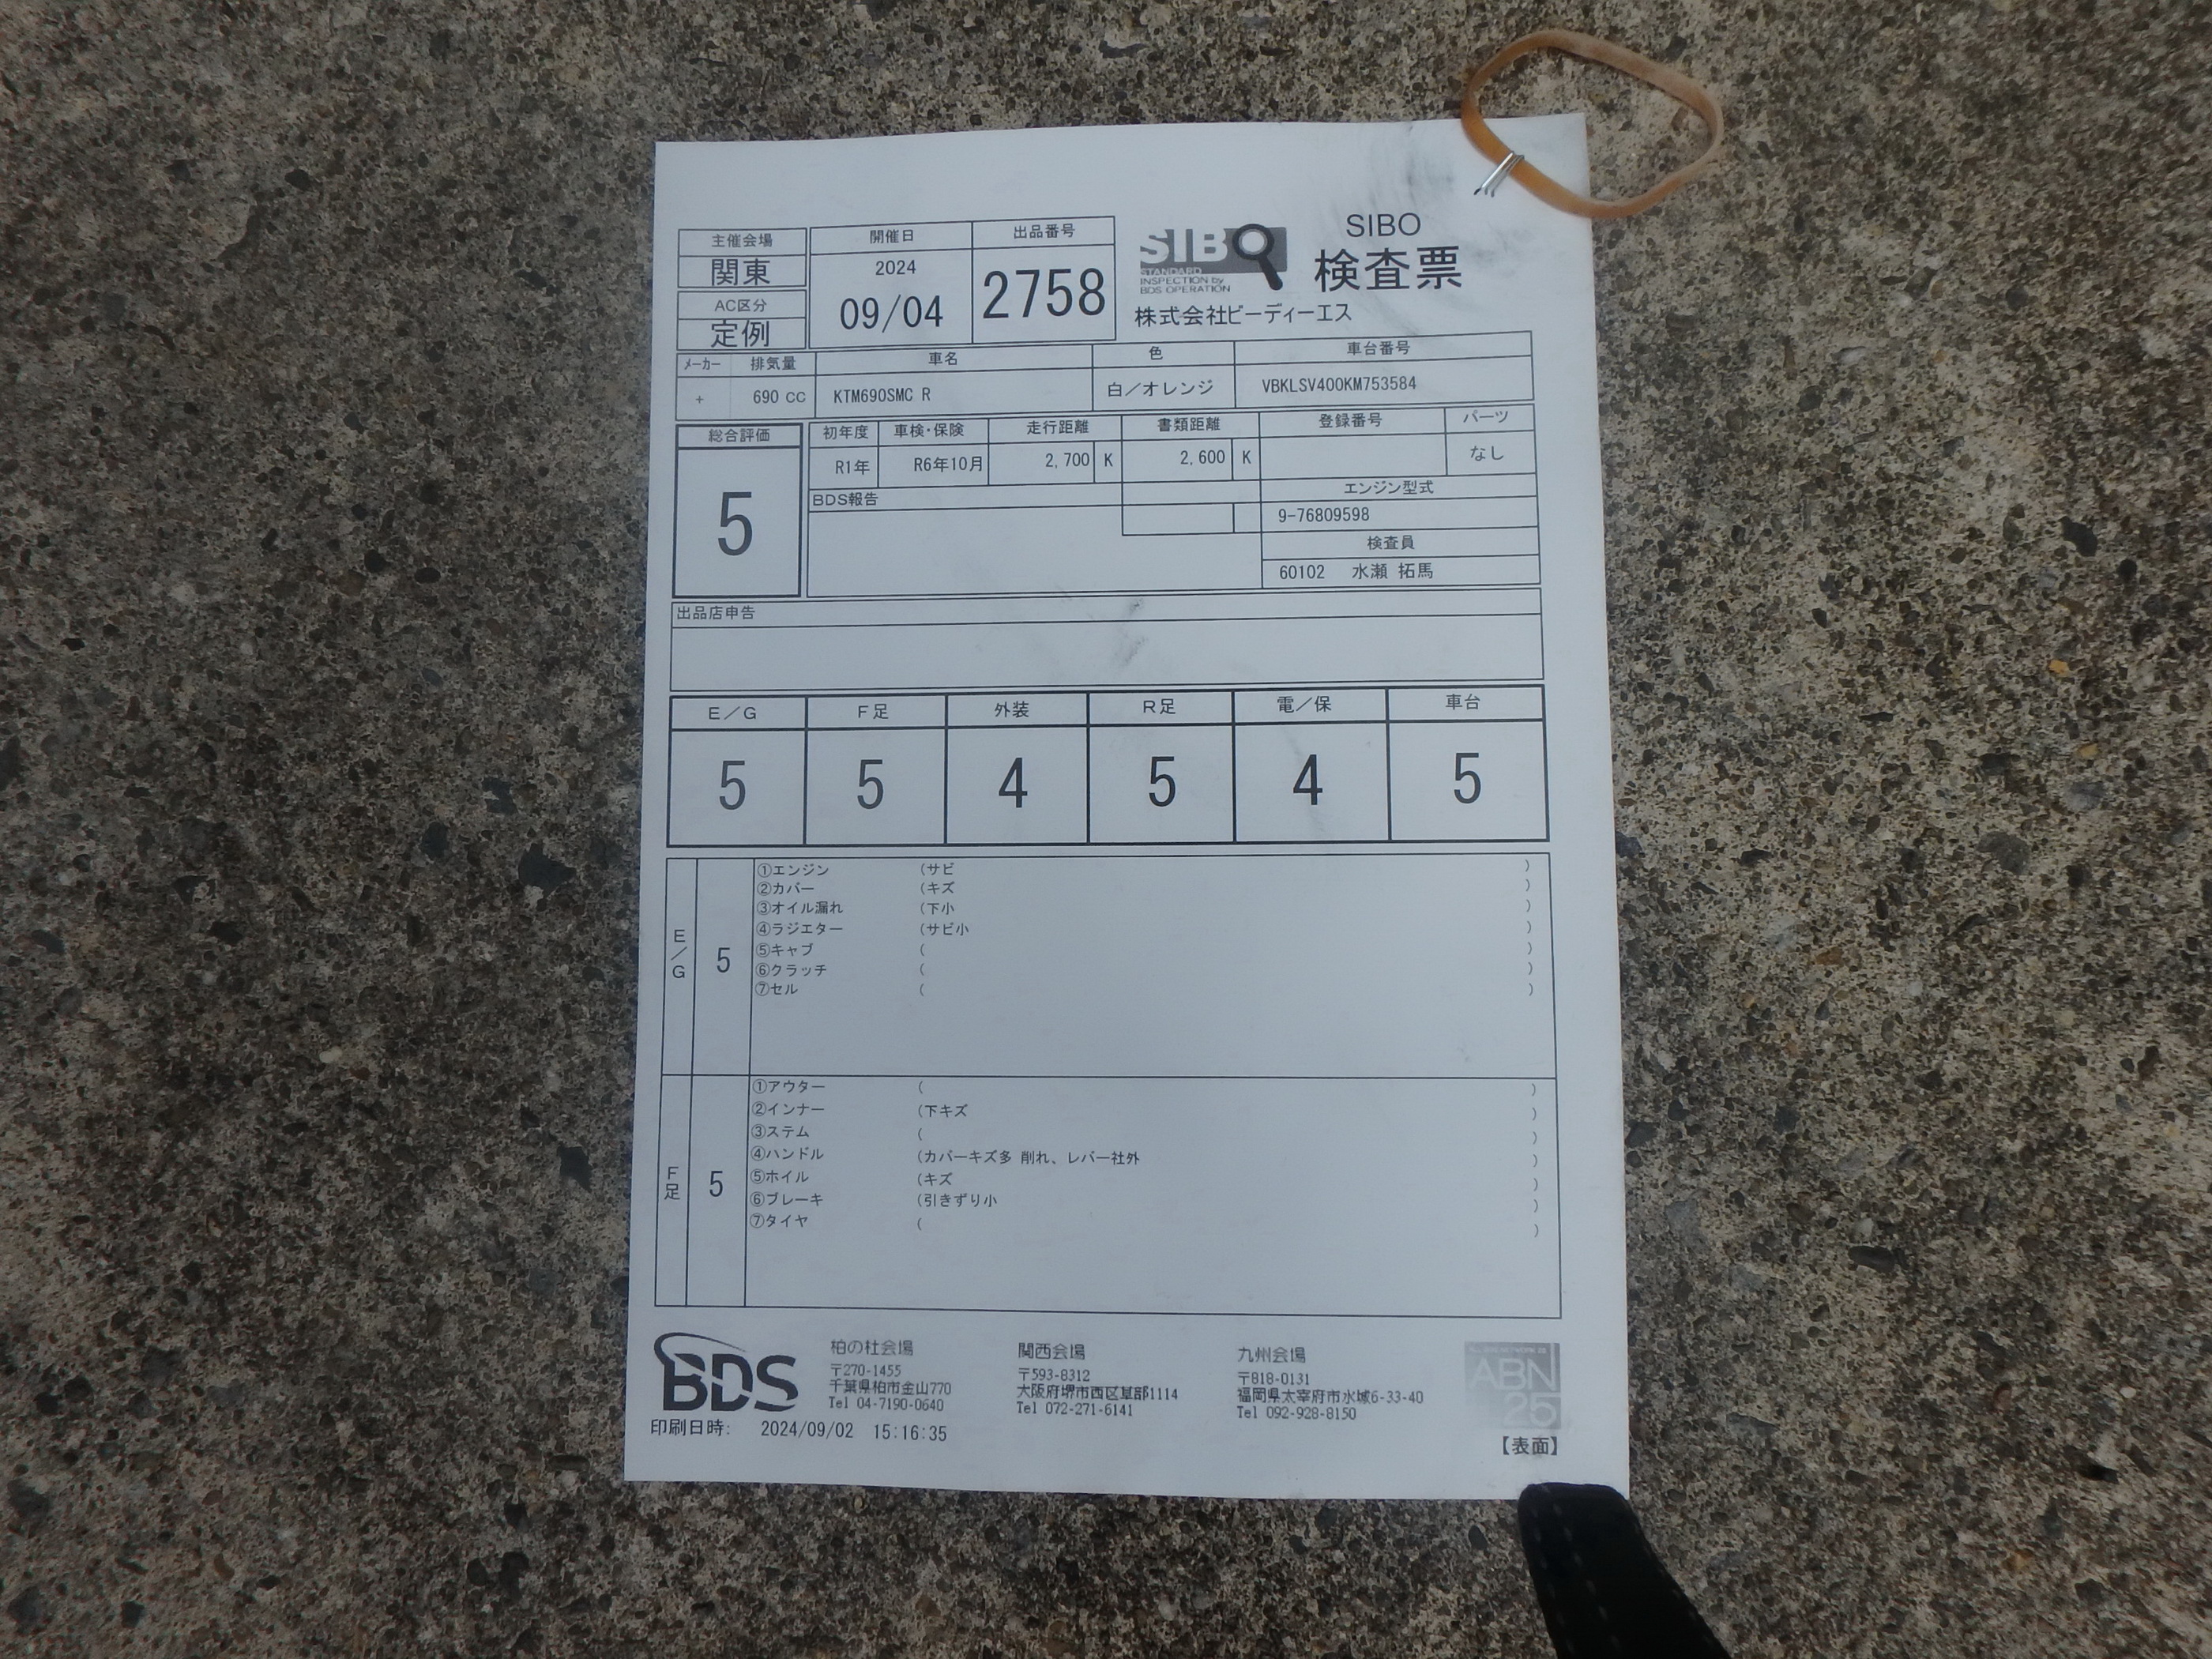 主催会場 開催日 出品番号
関東 2024 09/04 2758
AC区分
定例
SIBO
STANDARD
INSPECTION by
BDS OPERATION
SIBO
検査票
株式会社ビーディーエス
メーカー 排気量 車名 色 車台番号
+ 690 CC KTM690SMC R 白／オレンジ VBKLSV400KM753584
総合評価 初年度 車検・保険 走行距離 書類距離 登録番号 パーツ
5 R1年 R6年10月 2,700 K 2,600 K なし
BDS報告 エンジン型式
9-76809598
検査員
60102 水瀬 拓馬
出品店申告
E／G F足 外装 R足 電／保 車台
5 5 4 5 4 5
E／G 5
①エンジン (サビ )
②カバー (キズ )
③オイル漏れ (下小 )
④ラジエター (サビ小 )
⑤キャブ ( )
⑥クラッチ ( )
⑦セル ( )
F足 5
①アウター ( )
②インナー (下キズ )
③ステム ( )
④ハンドル (カバーキズ多 削れ、レバー社外 )
⑤ホイル (キズ )
⑥ブレーキ (引きずり小 )
⑦タイヤ ( )
BDS
柏の杜会場
〒270-1455
千葉県柏市金山770
Tel 04-7190-0640
関西会場
〒593-8312
大阪府堺市西区草部1114
Tel 072-271-6141
九州会場
〒818-0131
福岡県太宰府市水城6-33-40
Tel 092-928-8150
ABN
25
印刷日時: 2024/09/02 15:16:35
【表面】